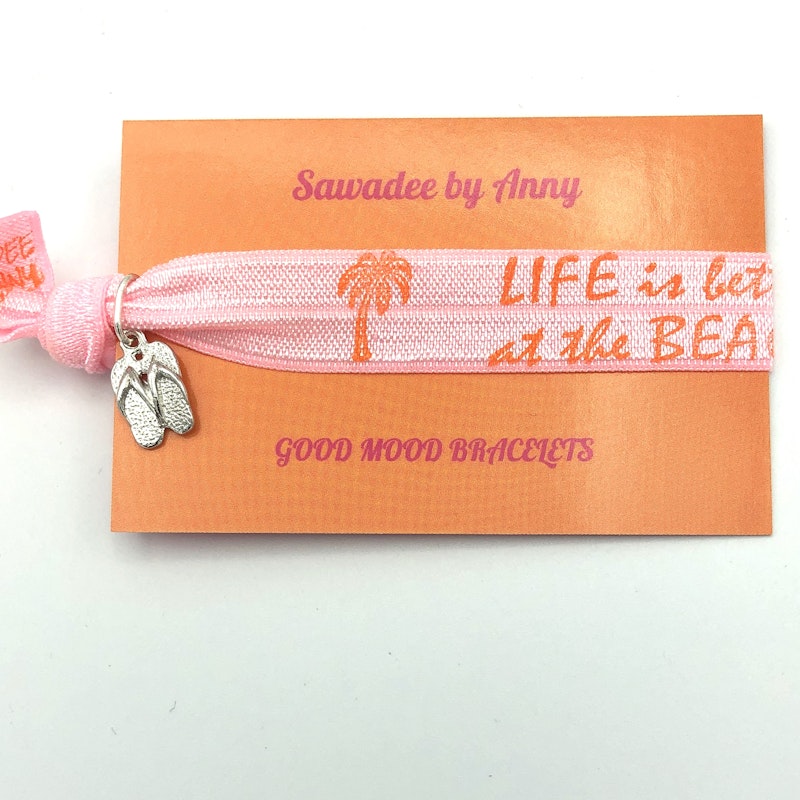 Sawadee by Anny
LIFE is bet
at the BEA
GOOD MOOD BRACELETS